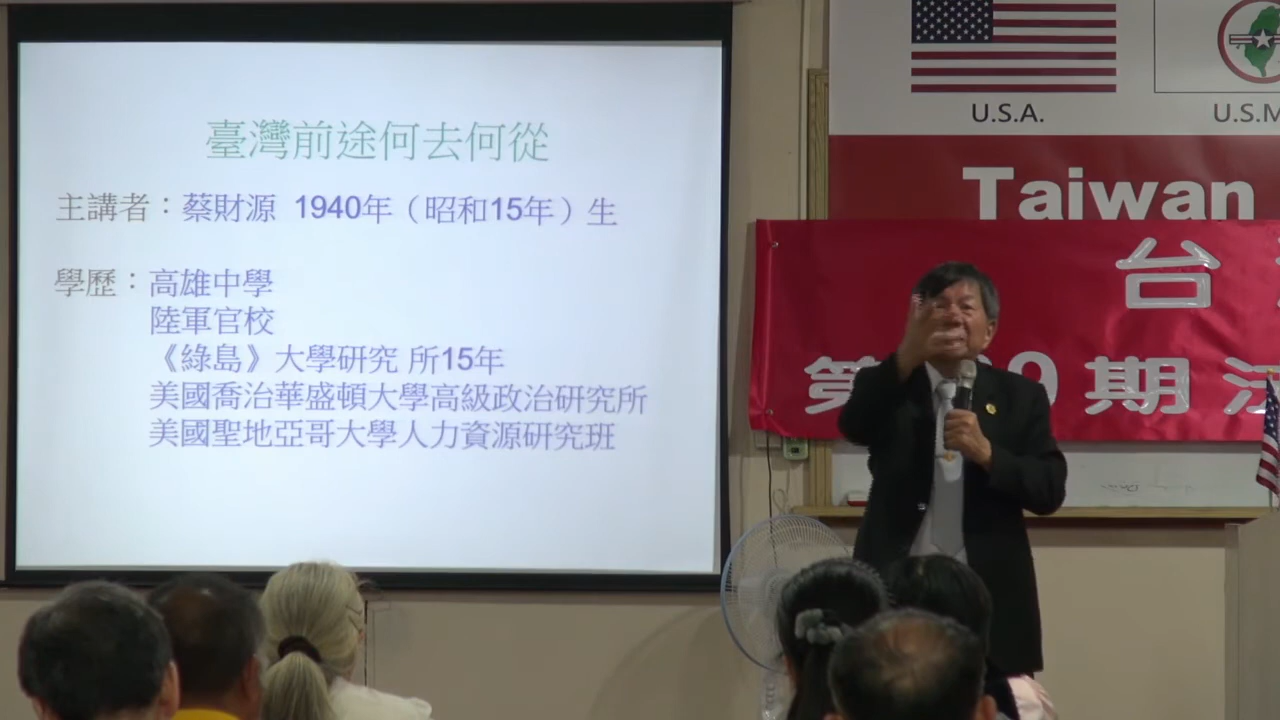 臺灣前途何去何從
主講者：蔡財源 1940年（昭和15年）生
學歷：高雄中學
陸軍官校
《綠島》大學研究 所15年
美國喬治華盛頓大學高級政治研究所
美國聖地亞哥大學人力資源研究班
U.S.A.
U.S.M
Taiwan
台
第 9期法